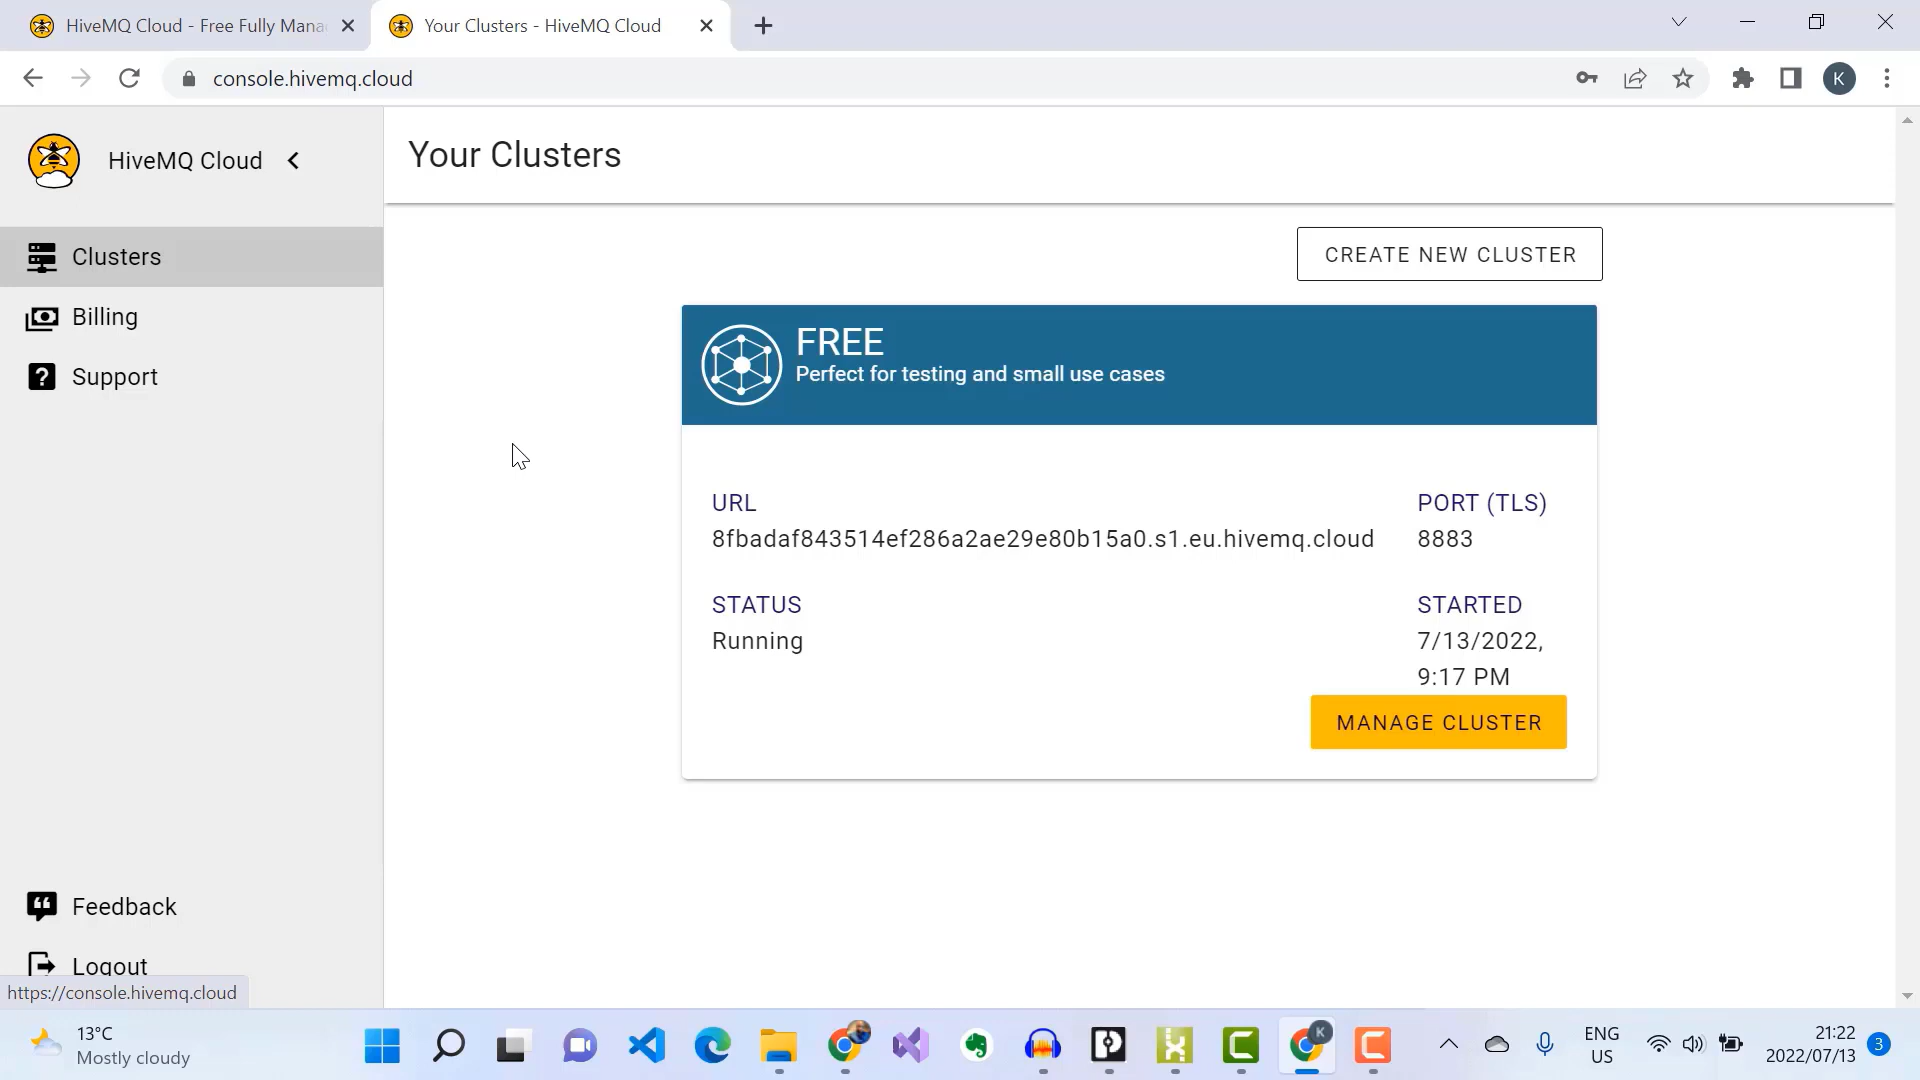 HiveMQ Cloud - Free Fully Mana
Your Clusters - HiveMQ Cloud
console.hivemq.cloud
K
HiveMQ Cloud
Your Clusters
Clusters
Billing
Support
CREATE NEW CLUSTER
FREE
Perfect for testing and small use cases
URL
PORT (TLS)
8fbadaf843514ef286a2ae29e80b15a0.s1.eu.hivemq.cloud
8883
STATUS
STARTED
Running
7/13/2022,
9:17 PM
MANAGE CLUSTER
Feedback
Logout
https://console.hivemq.cloud
13°C
Mostly cloudy
K
ENG
US
21:22
2022/07/13
3